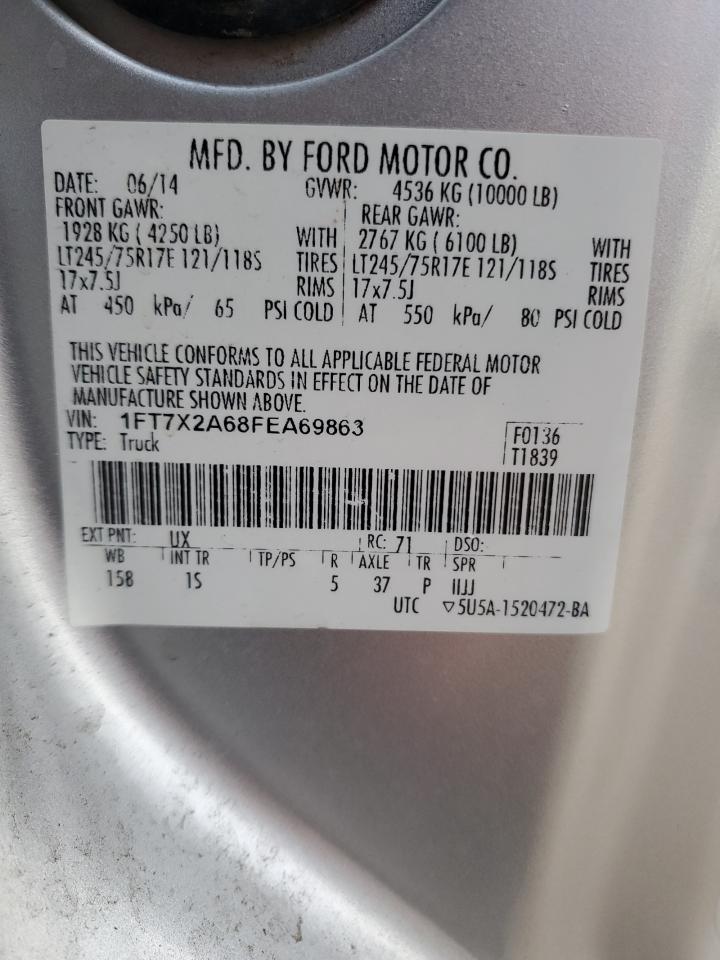 MFD. BY FORD MOTOR CO.
DATE: 06/14 GVWR: 4536 KG (10000 LB)
FRONT GAWR: REAR GAWR:
1928 KG ( 4250 LB) WITH 2767 KG ( 6100 LB) WITH
LT245/75R17E 121/118S TIRES LT245/75R17E 121/118S TIRES
17x7.5J RIMS 17x7.5J RIMS
AT 450 kPa/ 65 PSI COLD AT 550 kPa/ 80 PSI COLD
THIS VEHICLE CONFORMS TO ALL APPLICABLE FEDERAL MOTOR
VEHICLE SAFETY STANDARDS IN EFFECT ON THE DATE OF
MANUFACTURE SHOWN ABOVE.
VIN: 1FT7X2A68FEA69863
TYPE: Truck
F0136
T1839
EXT PNT: UX RC: 71 DSO:
WB INT TR TP/PS R AXLE TR SPR
158 1S 5 37 P IIJJ
UTC ▽5U5A-1520472-BA